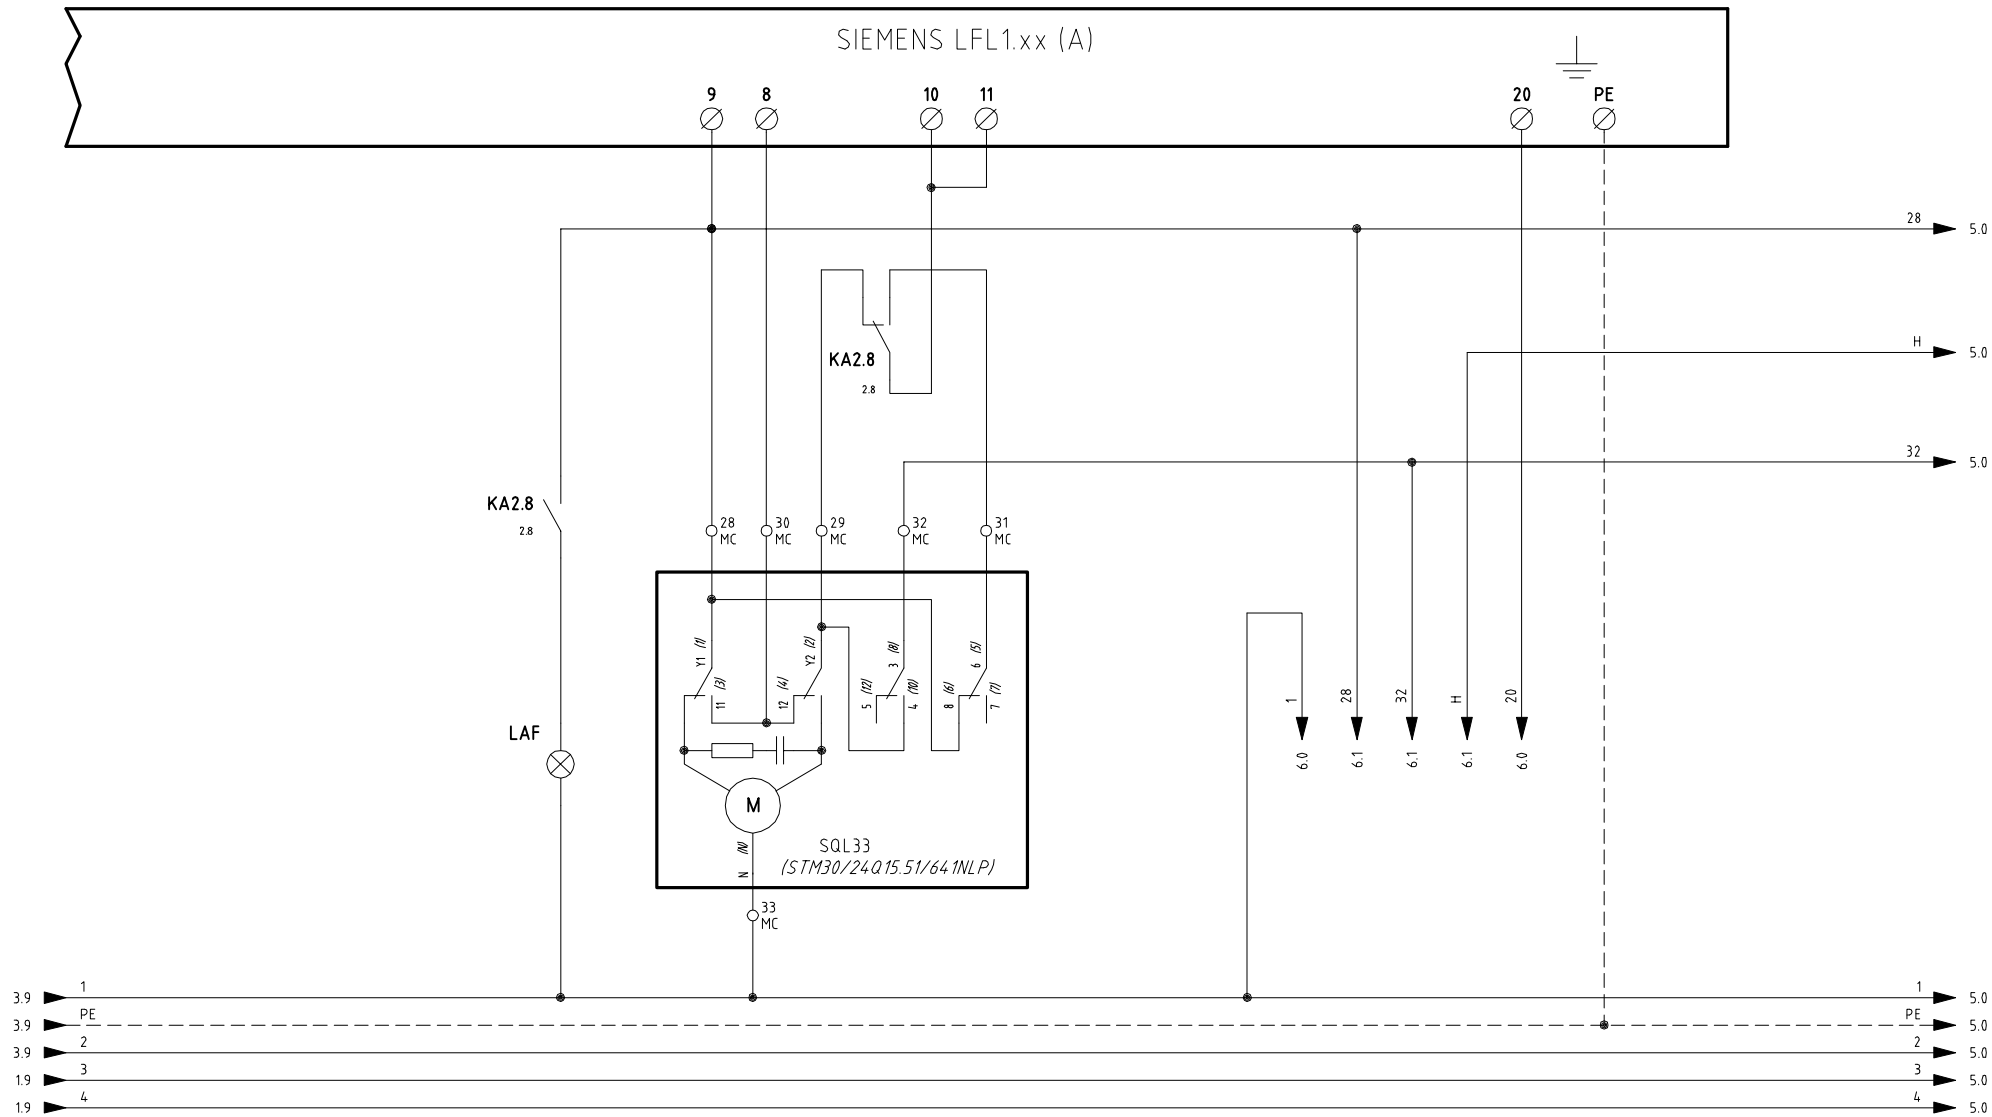 SIEMENS LFL1.xx (A)
9
8
10
11
20
PE
28
5.0
H
5.0
KA2.8
2.8
32
5.0
KA2.8
2.8
28
MC
30
MC
29
MC
32
MC
31
MC
Y1 (1)
Y2 (2)
3 (8)
6 (5)
11 (3)
12 (4)
5 (12)
4 (10)
8 (6)
7 (7)
1
28
32
H
20
LAF
6.0
6.1
6.1
6.1
6.0
M
SQL33
(STM30/24Q15.51/641NLP)
N (N)
33
MC
3.9
1
1
5.0
3.9
PE
PE
5.0
3.9
2
2
5.0
1.9
3
3
5.0
1.9
4
4
5.0